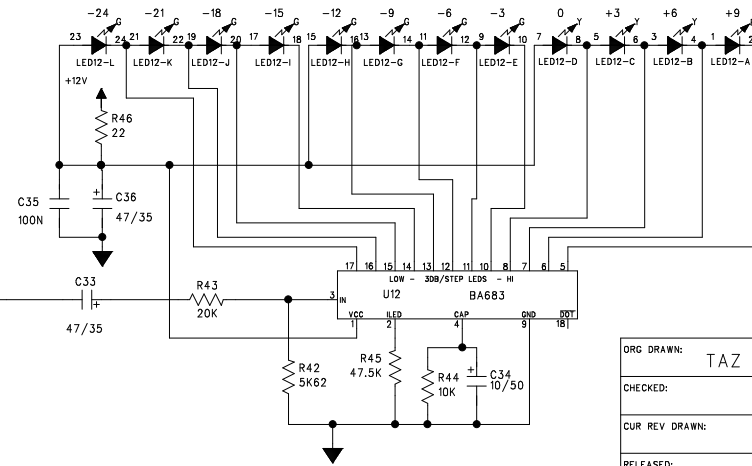 -24 -21 -18 -15 -12 -9 -6 -3 0 +3 +6 +9
G G G G G G G G Y Y Y
23 24 21 22 19 20 17 18 15 16 13 14 11 12 9 10 7 8 5 6 3 4 1 2
LED12-L LED12-K LED12-J LED12-I LED12-H LED12-G LED12-F LED12-E LED12-D LED12-C LED12-B LED12-A
+12V
R46
22
C35
100N
+
C36
47/35
17 16 15 14 13 12 11 10 8 7 6 5
LOW - 3DB/STEP LEDS - HI
C33
+
47/35
R43
20K
3 IN
U12
BA683
VCC ILED CAP GND DOT
1 2 4 9 18
R42
5K62
R45
47.5K
R44
10K
+
C34
10/50
ORG DRAWN:
TAZ
CHECKED:
CUR REV DRAWN:
RELEASED: